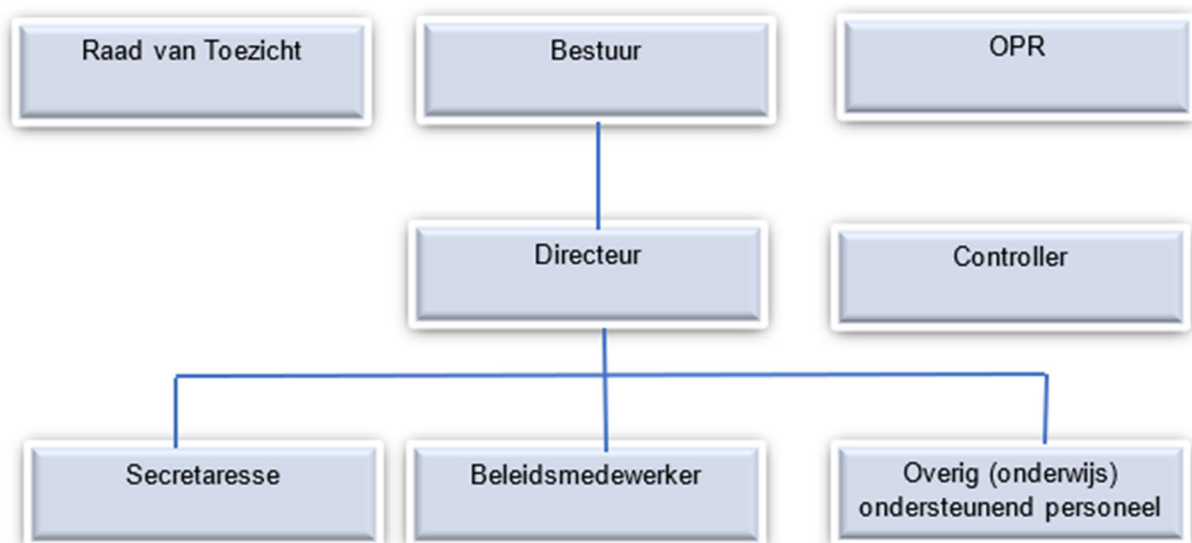 Raad van Toezicht
Bestuur
OPR
Directeur
Controller
Secretaresse
Beleidsmedewerker
Overig (onderwijs)
ondersteunend personeel